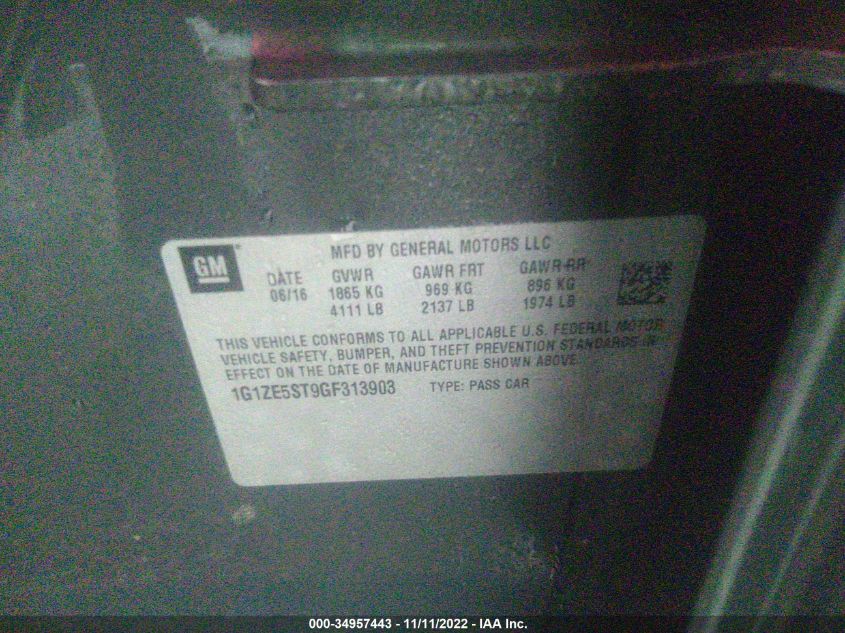 GM
MFD BY GENERAL MOTORS LLC
DATE GVWR GAWR FRT GAWR RR
06/16 1865 KG 969 KG 896 KG
4111 LB 2137 LB 1974 LB
THIS VEHICLE CONFORMS TO ALL APPLICABLE U.S. FEDERAL MOTOR
VEHICLE SAFETY, BUMPER, AND THEFT PREVENTION STANDARDS IN
EFFECT ON THE DATE OF MANUFACTURE SHOWN ABOVE.
1G1ZE5ST9GF313903 TYPE: PASS CAR
000-34957443 - 11/11/2022 - IAA Inc.